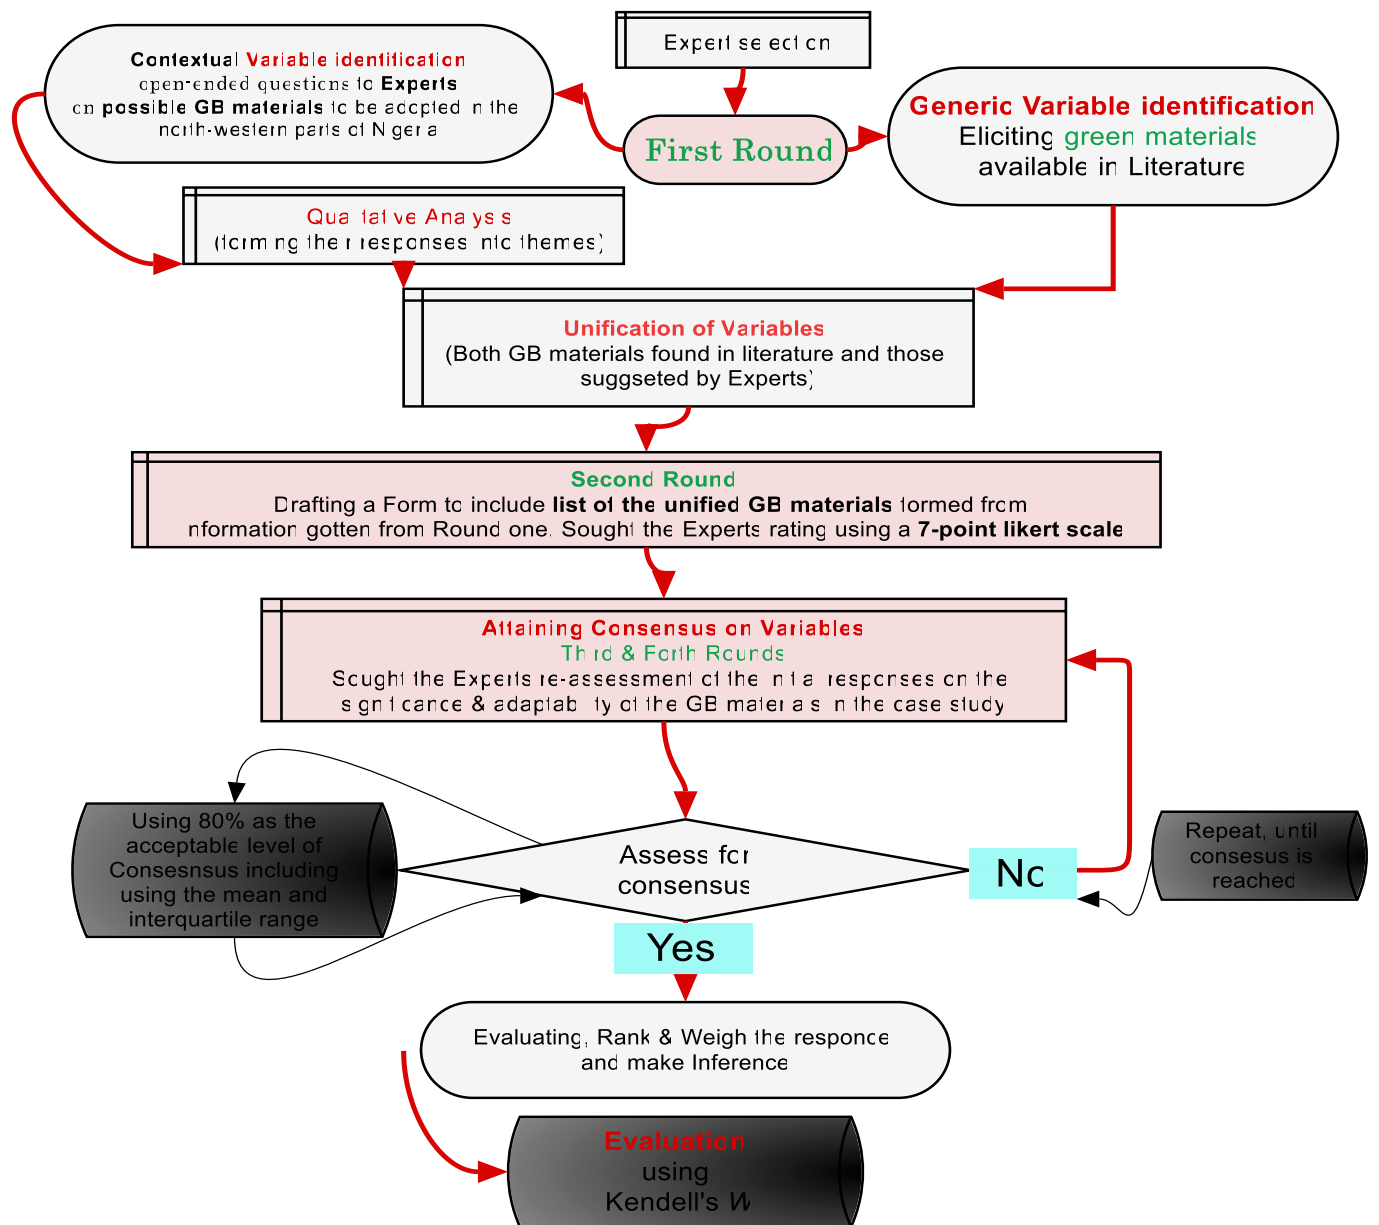 Expert selection
First Round
Contextual Variable identification
open-ended questions to Experts
on possible GB materials to be adopted in the
north-western parts of Nigeria
Generic Variable identification
Eliciting green materials
available in Literature
Qualitative Analysis
(forming their responses into themes)
Unification of Variables
(Both GB materials found in literature and those
suggseted by Experts)
Second Round
Drafting a Form to include list of the unified GB materials formed from
information gotten from Round one. Sought the Experts rating using a 7-point likert scale
Attaining Consensus on Variables
Third & Forth Rounds
Sought the Experts re-assessment of the initial responses on the
significance & adaptability of the GB materials in the case study
Using 80% as the
acceptable level of
Consesnsus including
using the mean and
interquartile range
Assess for
consensus
No
Repeat, until
consesus is
reached
Yes
Evaluating, Rank & Weigh the responce
and make Inference
Evaluation
using
Kendell's W